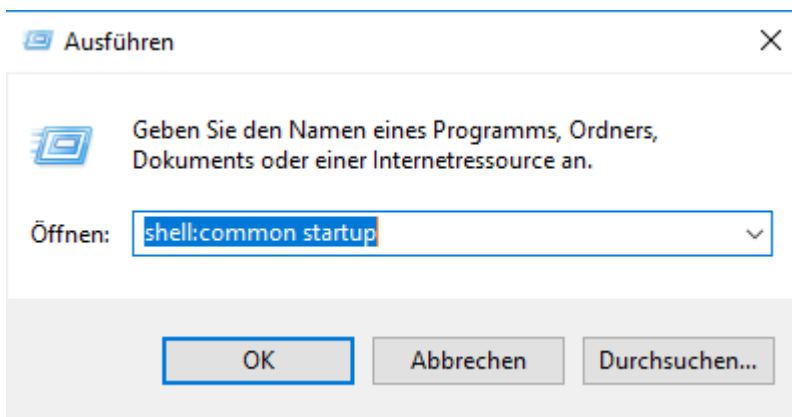 Ausführen
Geben Sie den Namen eines Programms, Ordners,
Dokuments oder einer Internetressource an.
Öffnen: shell:common startup
OK Abbrechen Durchsuchen...